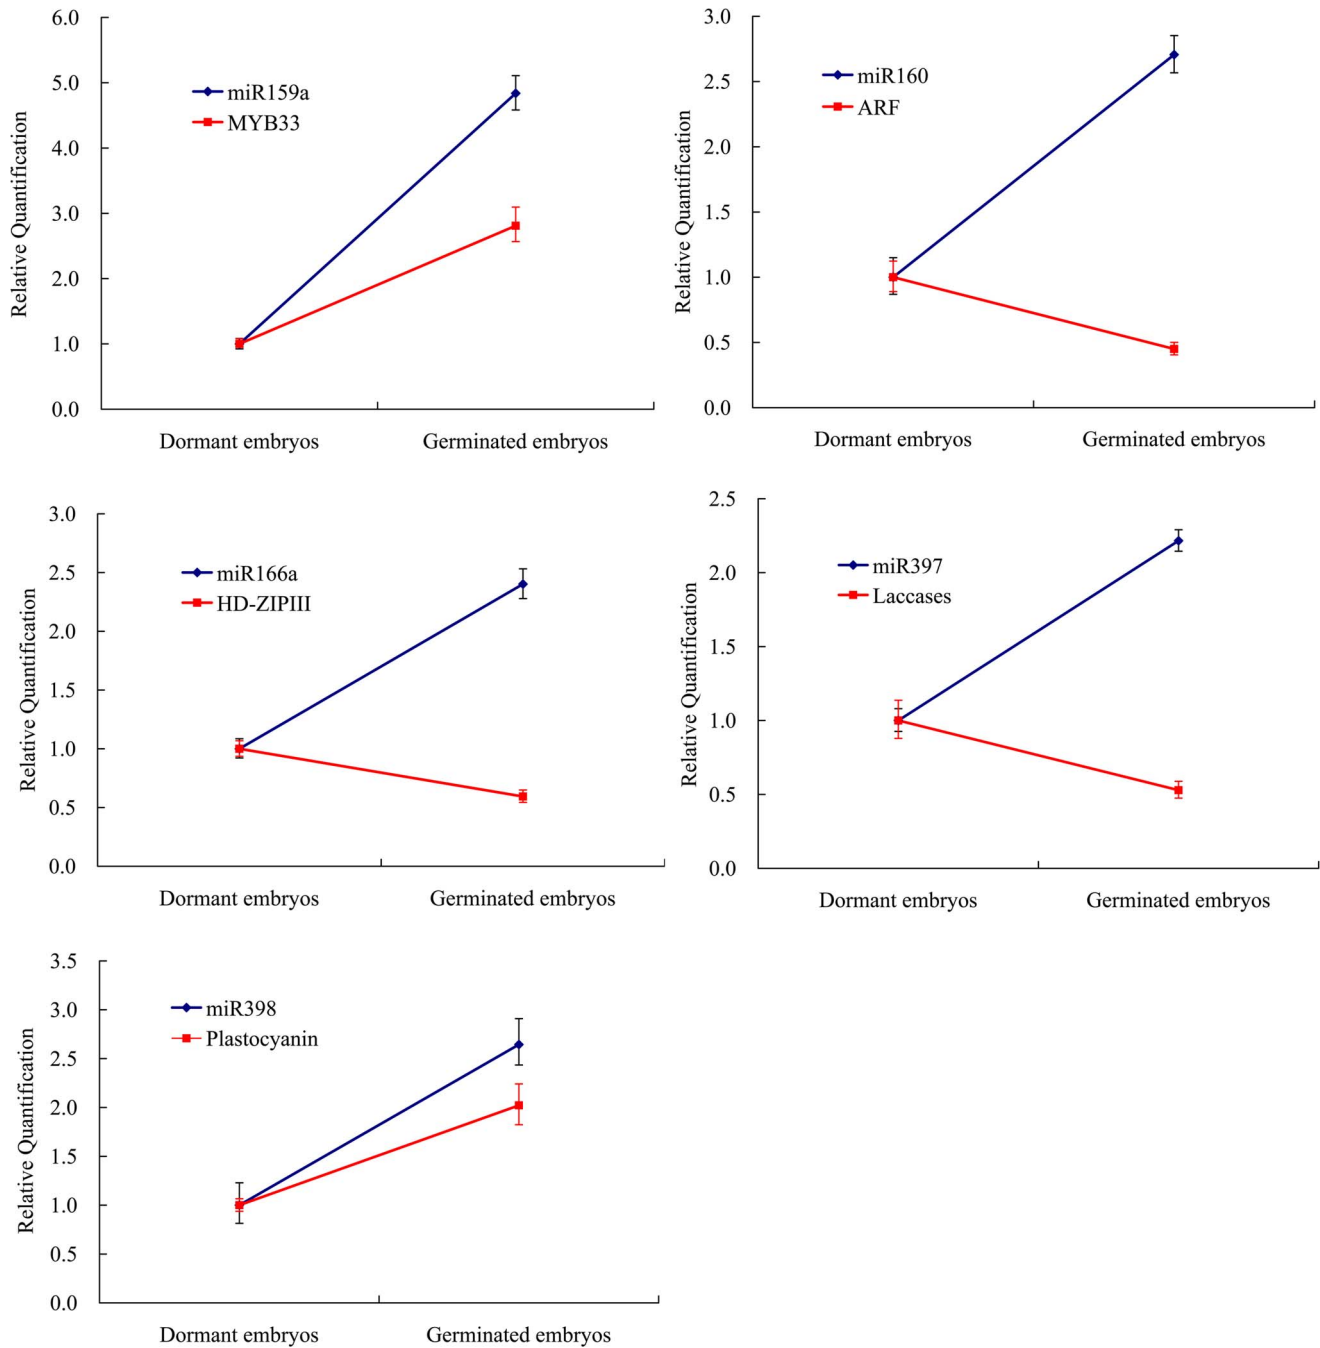 Relative Quantification
6.0
5.0
4.0
3.0
2.0
1.0
0.0
miR159a
MYB33
Dormant embryos
Germinated embryos
Relative Quantification
3.0
2.5
2.0
1.5
1.0
0.5
0.0
miR160
ARF
Dormant embryos
Germinated embryos
Relative Quantification
3.0
2.5
2.0
1.5
1.0
0.5
0.0
miR166a
HD-ZIPIII
Dormant embryos
Germinated embryos
Relative Quantification
2.5
2.0
1.5
1.0
0.5
0.0
miR397
Laccases
Dormant embryos
Germinated embryos
Relative Quantification
3.5
3.0
2.5
2.0
1.5
1.0
0.5
0.0
miR398
Plastocyanin
Dormant embryos
Germinated embryos